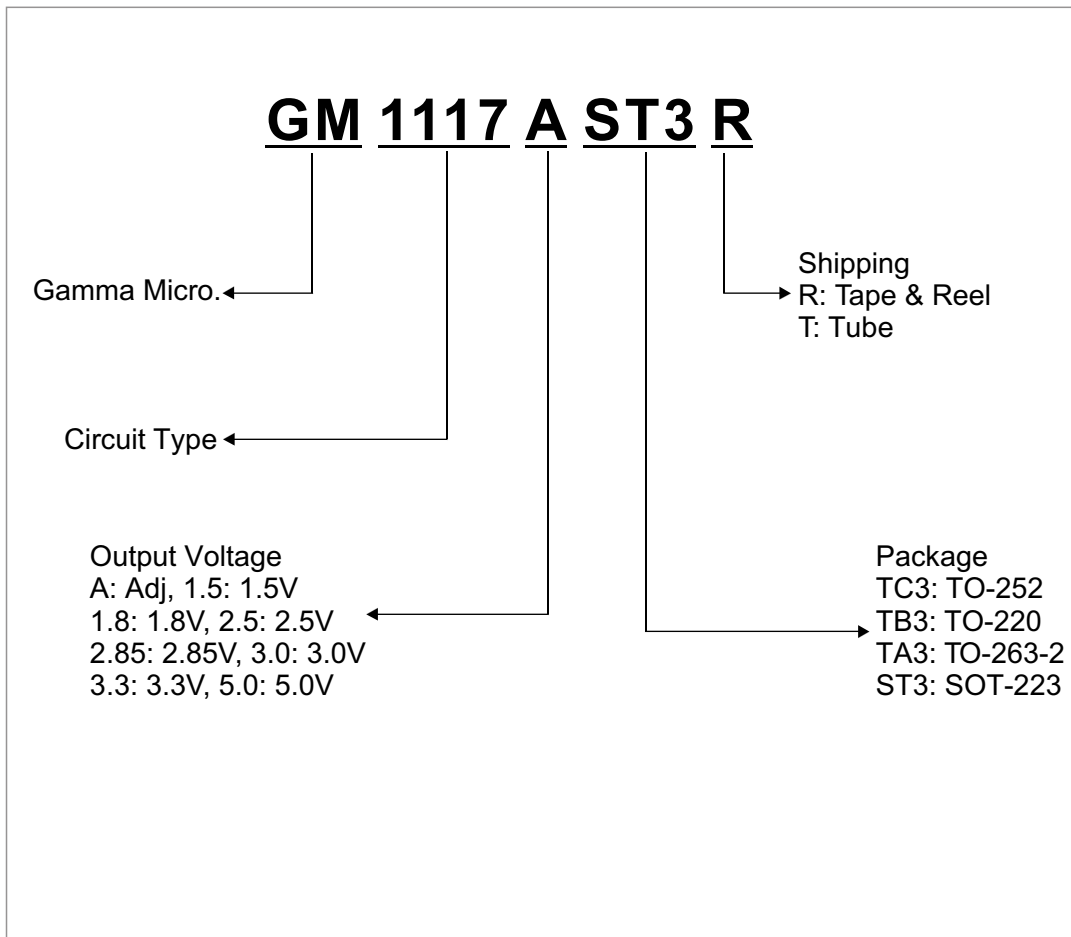 GM 1117 A ST3 R
Gamma Micro.
Shipping
R: Tape & Reel
T: Tube
Circuit Type
Output Voltage
A: Adj, 1.5: 1.5V
1.8: 1.8V, 2.5: 2.5V
2.85: 2.85V, 3.0: 3.0V
3.3: 3.3V, 5.0: 5.0V
Package
TC3: TO-252
TB3: TO-220
TA3: TO-263-2
ST3: SOT-223